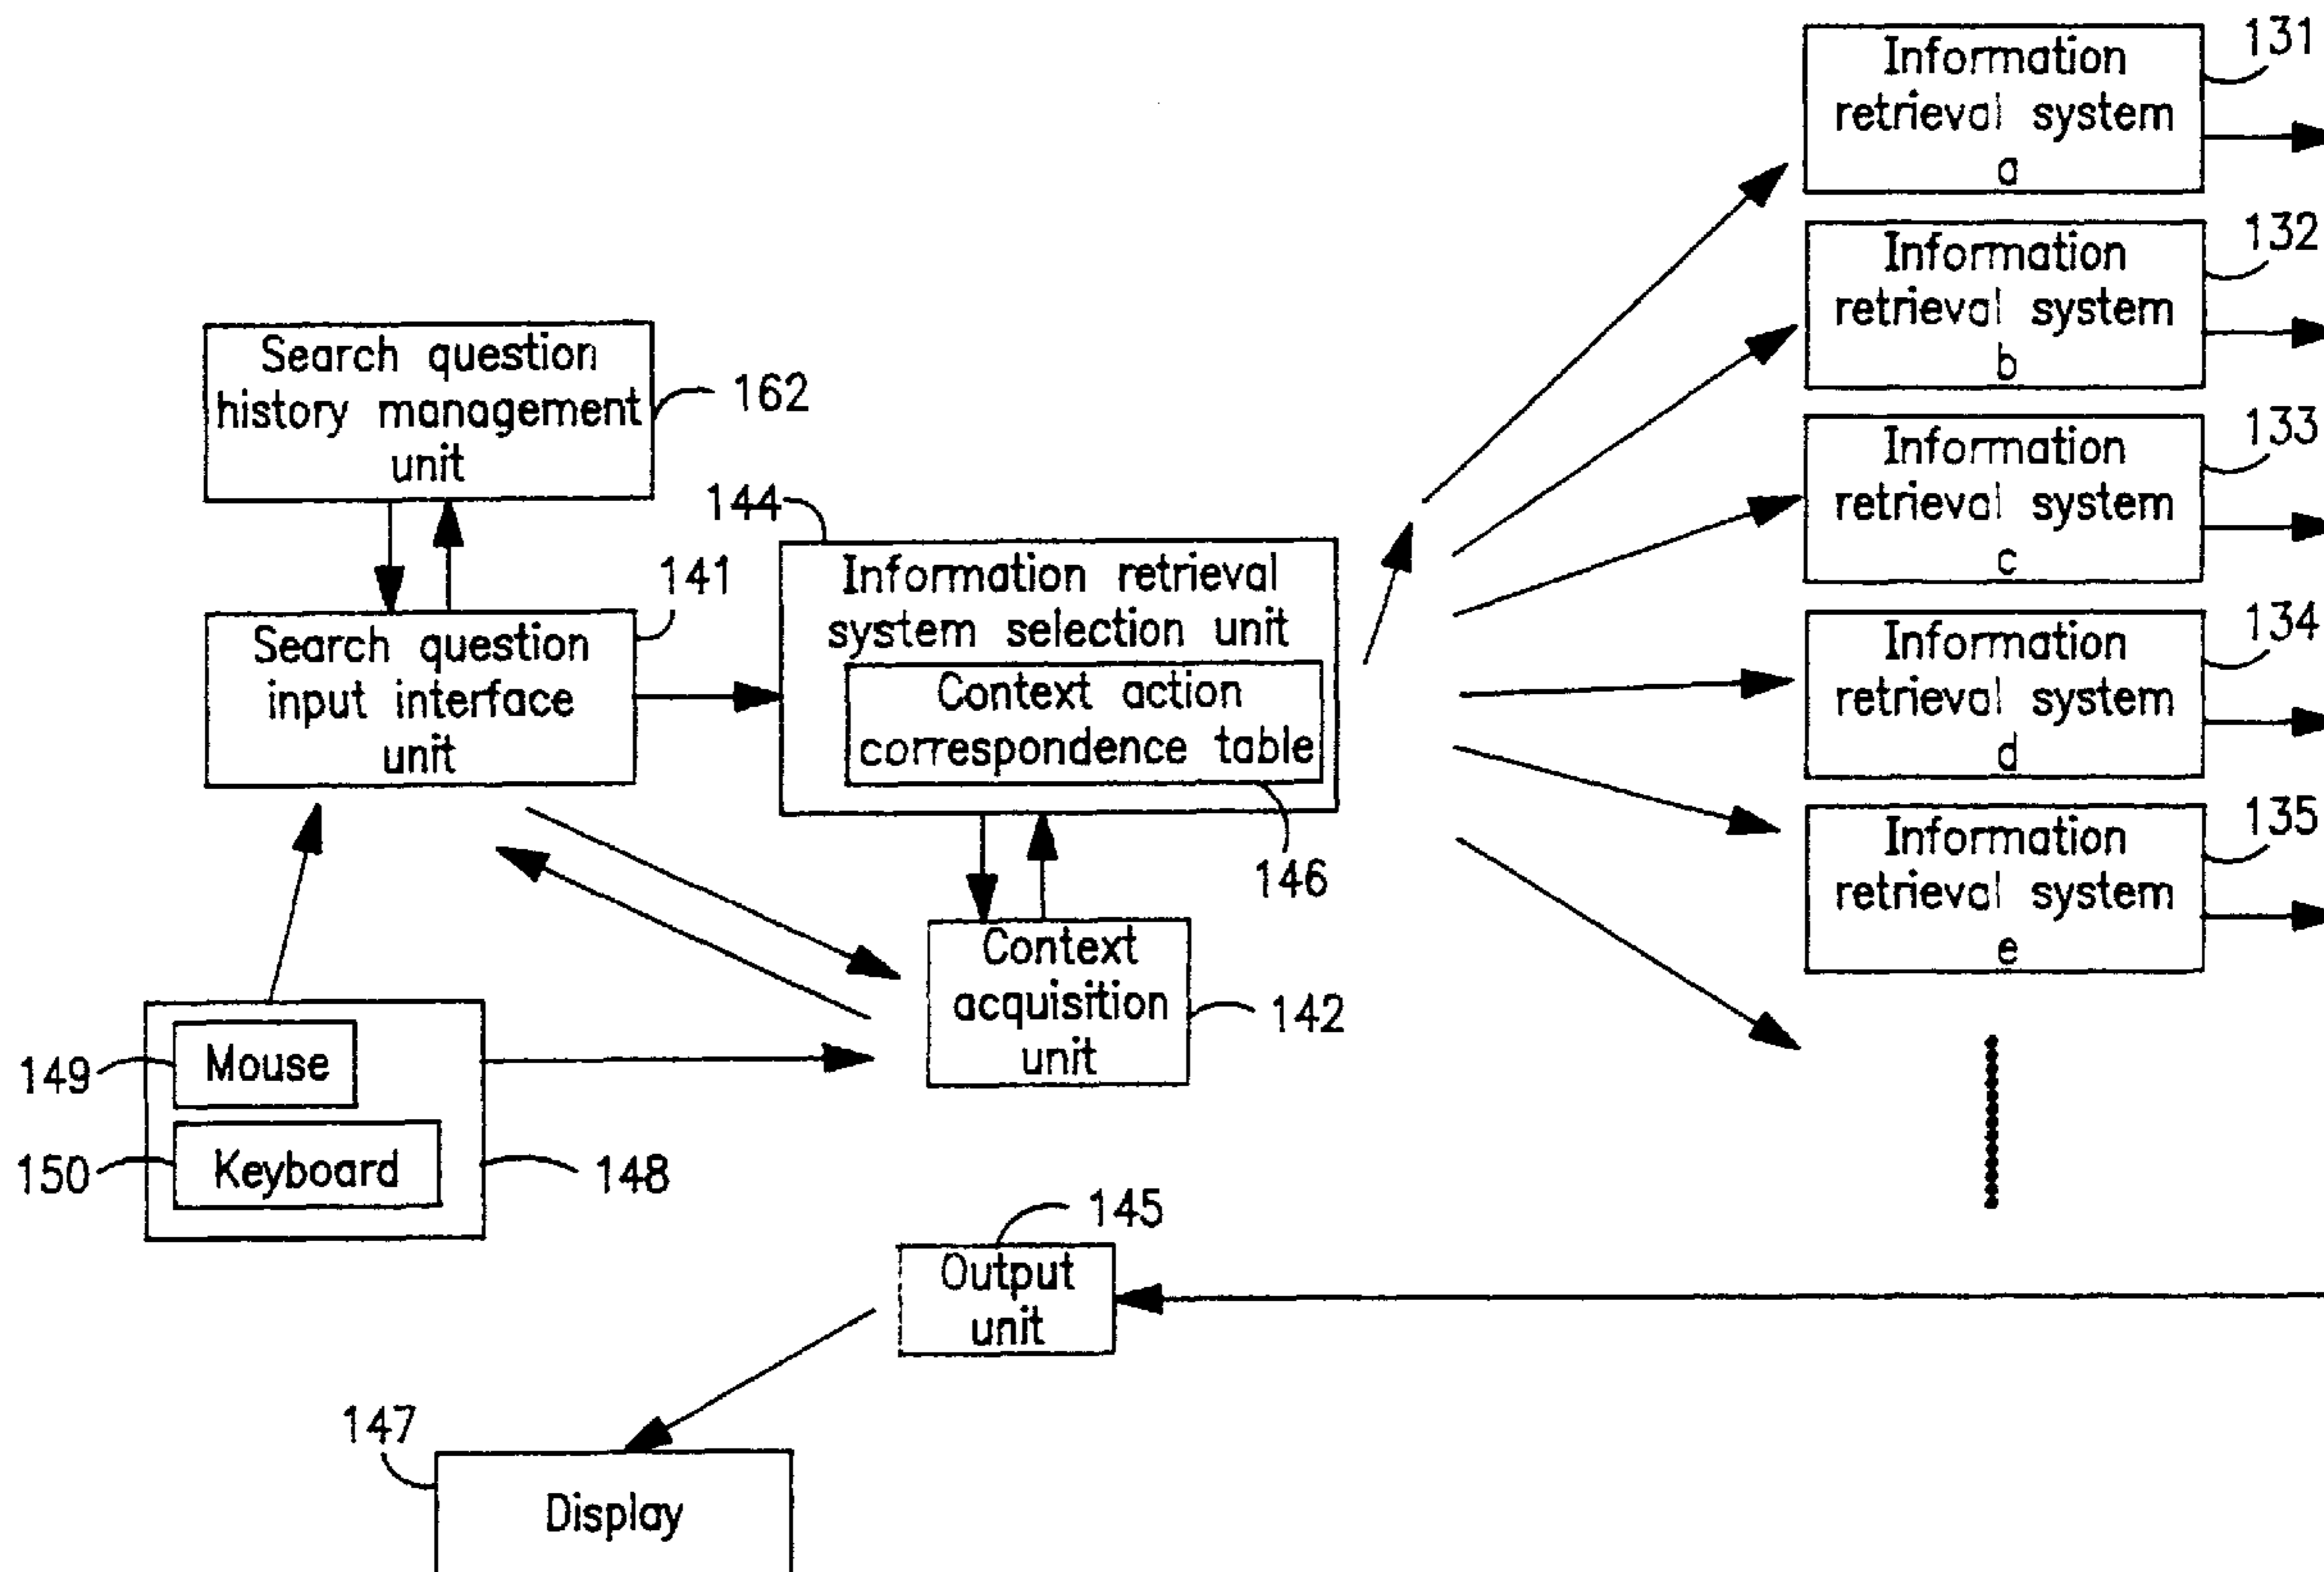 Information
retrieval system
a
131
Information
retrieval system
b
132
Information
retrieval system
c
133
Information
retrieval system
d
134
Information
retrieval system
e
135
Search question
history management
unit
162
Search question
input interface
unit
141
144
Information retrieval
system selection unit
Context action
correspondence table
146
Context
acquisition
unit
142
149
Mouse
150
Keyboard
148
145
Output
unit
147
Display